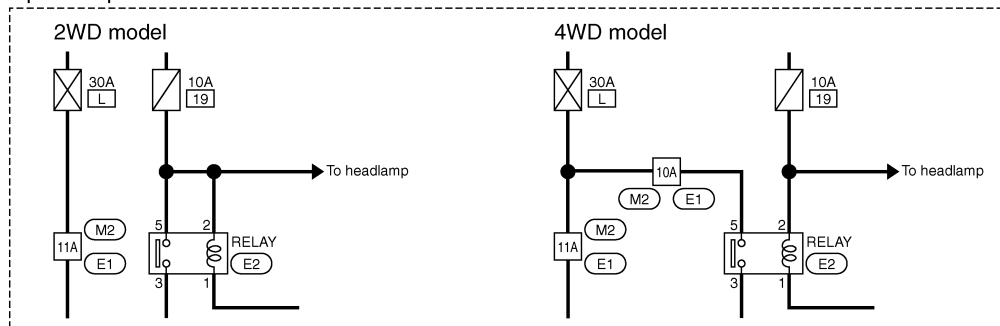 2WD model
30A
L
10A
19
To headlamp
M2
11A
E1
5
2
RELAY
E2
3
1
4WD model
30A
L
10A
19
10A
To headlamp
M2
E1
M2
11A
E1
5
2
RELAY
E2
3
1